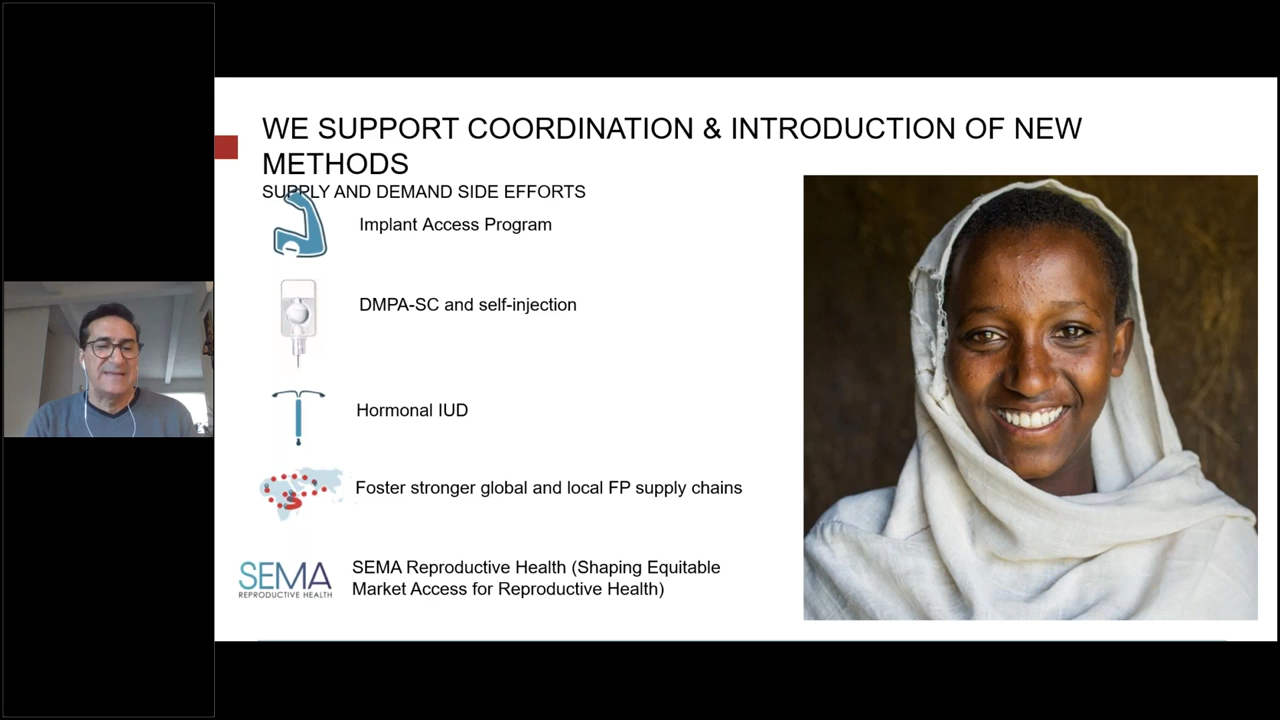 WE SUPPORT COORDINATION & INTRODUCTION OF NEW
METHODS
SUPPLY AND DEMAND SIDE EFFORTS
Implant Access Program
DMPA-SC and self-injection
Hormonal IUD
Foster stronger global and local FP supply chains
SEMA
REPRODUCTIVE HEALTH
SEMA Reproductive Health (Shaping Equitable
Market Access for Reproductive Health)